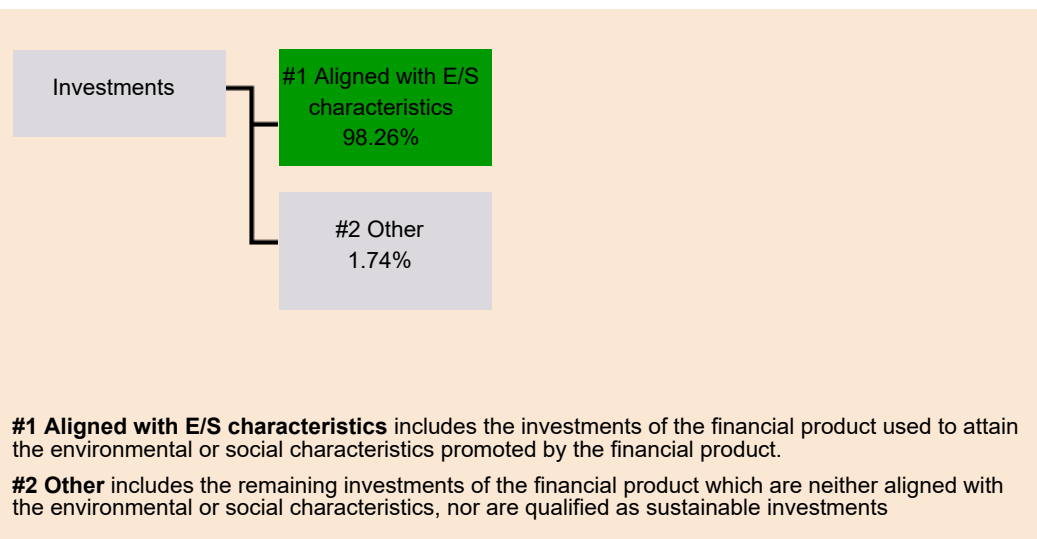 Investments
#1 Aligned with E/S
characteristics
98.26%
#2 Other
1.74%
#1 Aligned with E/S characteristics includes the investments of the financial product used to attain
the environmental or social characteristics promoted by the financial product.
#2 Other includes the remaining investments of the financial product which are neither aligned with
the environmental or social characteristics, nor are qualified as sustainable investments